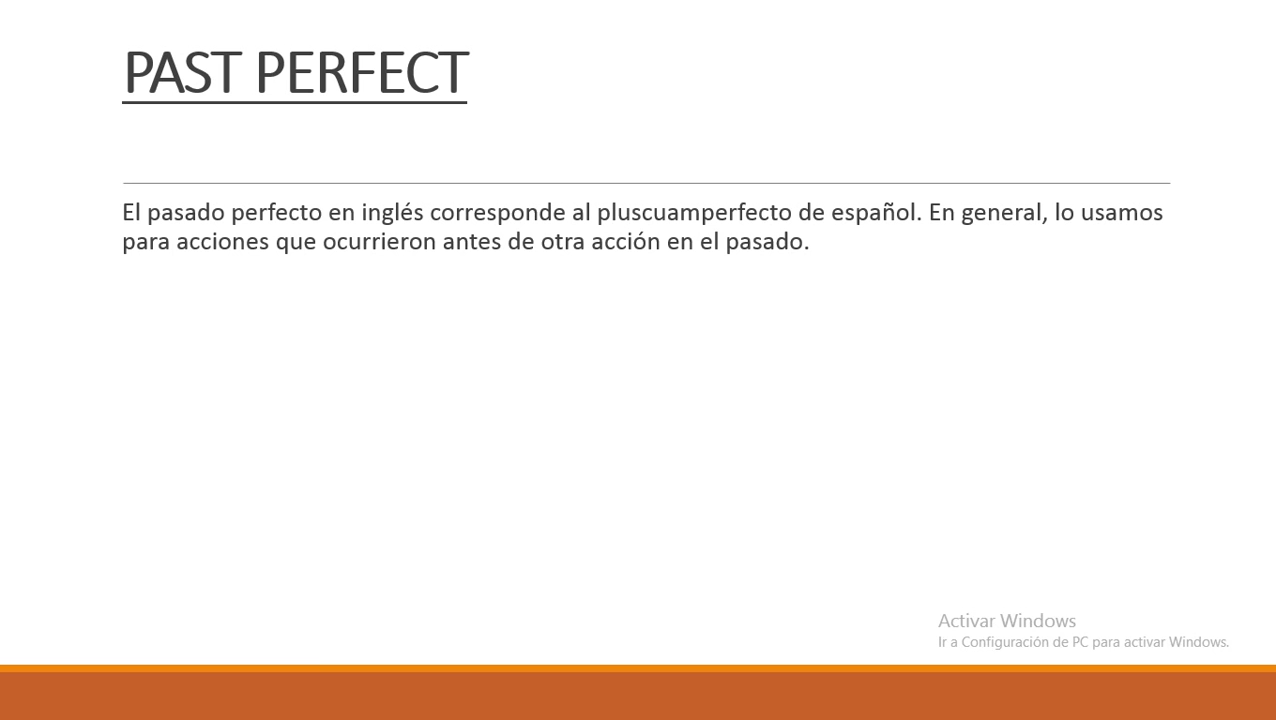 PAST PERFECT
El pasado perfecto en inglés corresponde al pluscuamperfecto de español. En general, lo usamos
para acciones que ocurrieron antes de otra acción en el pasado.
Activar Windows
Ir a Configuración de PC para activar Windows.